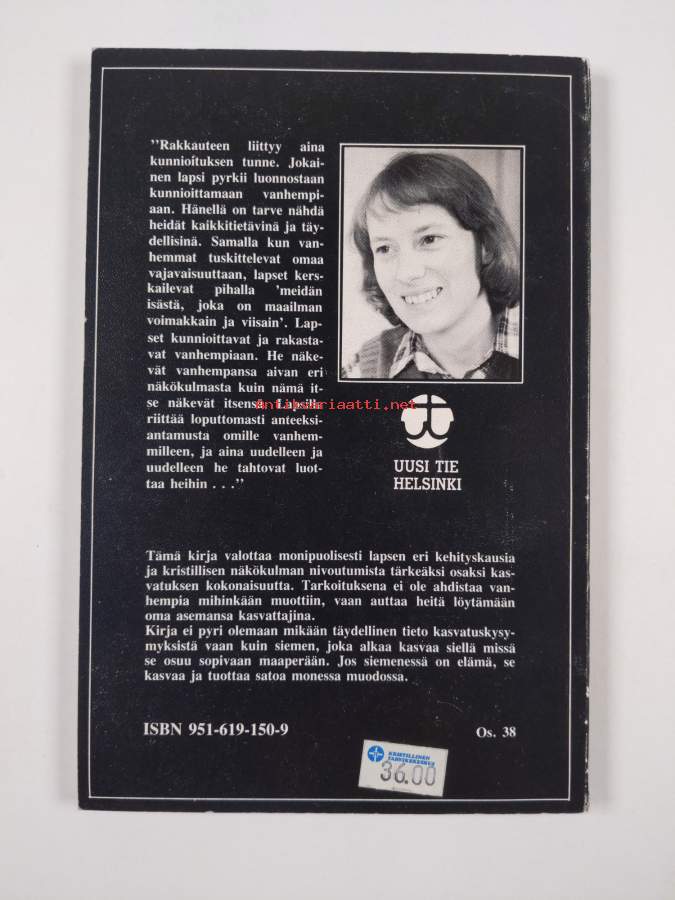 "Rakkauteen liittyy aina
kunnioituksen tunne. Jokai-
nen lapsi pyrkii luonnostaan
kunnioittamaan vanhempi-
aan. Hänellä on tarve nähdä
heidät kaikkitietävinä ja täy-
dellisinä. Samalla kun van-
hemmat tuskittelevat omaa
vajavaisuuttaan, lapset kers-
kailevat pihalla 'meidän
isästä, joka on maailman
voimakkain ja viisain'. Lap-
set kunnioittavat ja rakasta-
vat vanhempiaan. He näke-
vät vanhempansa aivan eri
näkökulmasta kuin nämä it-
se näkevät itsensä. Lapsilla
riittää loputtomasti anteeksi-
antamusta omille vanhem-
milleen, ja aina uudelleen ja
uudelleen he tahtovat luot-
taa heihin . . ."
Antikvariaatti.net
UUSI TIE
HELSINKI
Tämä kirja valottaa monipuolisesti lapsen eri kehityskausia
ja kristillisen näkökulman nivoutumista tärkeäksi osaksi kas-
vatuksen kokonaisuutta. Tarkoituksena ei ole ahdistaa van-
hempia mihinkään muottiin, vaan auttaa heitä löytämään
oma asemansa kasvattajina.
Kirja ei pyri olemaan mikään täydellinen tieto kasvatuskysy-
myksistä vaan kuin siemen, joka alkaa kasvaa siellä missä
se osuu sopivaan maaperään. Jos siemenessä on elämä, se
kasvaa ja tuottaa satoa monessa muodossa.
ISBN 951-619-150-9
Os. 38
KRISTILLINEN
TARVIKEKESKUS
36.00